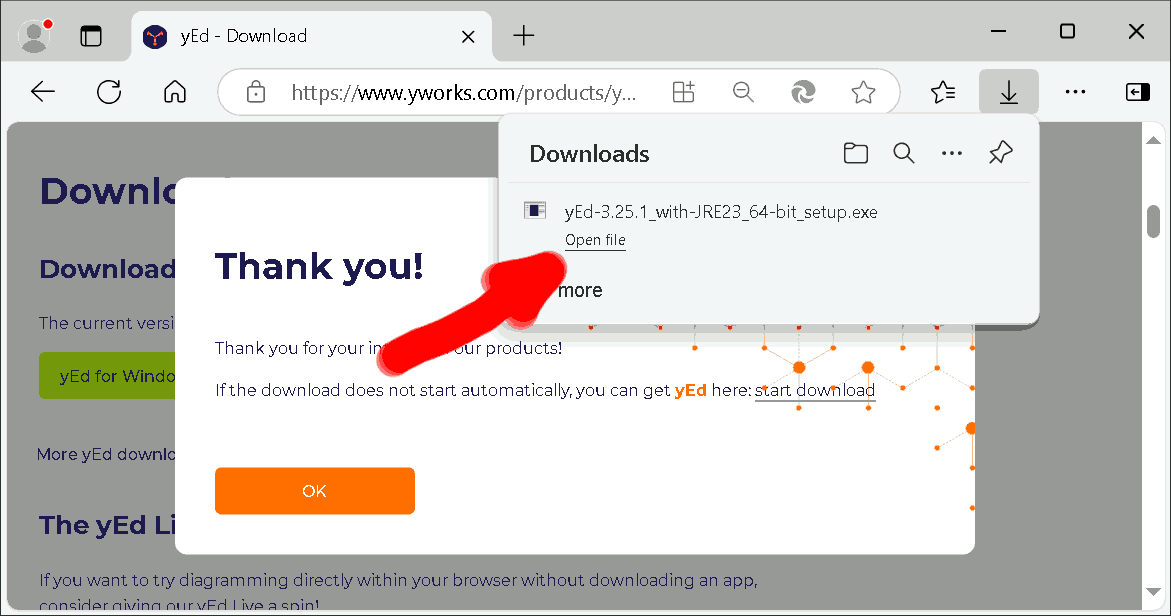 yEd - Download
https://www.yworks.com/products/y...
Downloads
yEd-3.25.1_with-JRE23_64-bit_setup.exe
Open file
more
Thank you!
Thank you for your in our products!
If the download does not start automatically, you can get yEd here: start download
OK
Downlo
Download
The current versi
yEd for Windo
More yEd downlo
The yEd Li
If you want to try diagramming directly within your browser without downloading an app,
consider giving our yEd Live a spin!